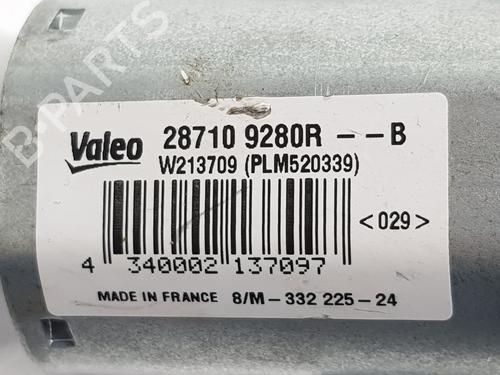 Valeo 28710 9280R --B
W213709 (PLM520339)
<029>
4 340002 137097
MADE IN FRANCE 8/M-332 225-24
B-PARTS